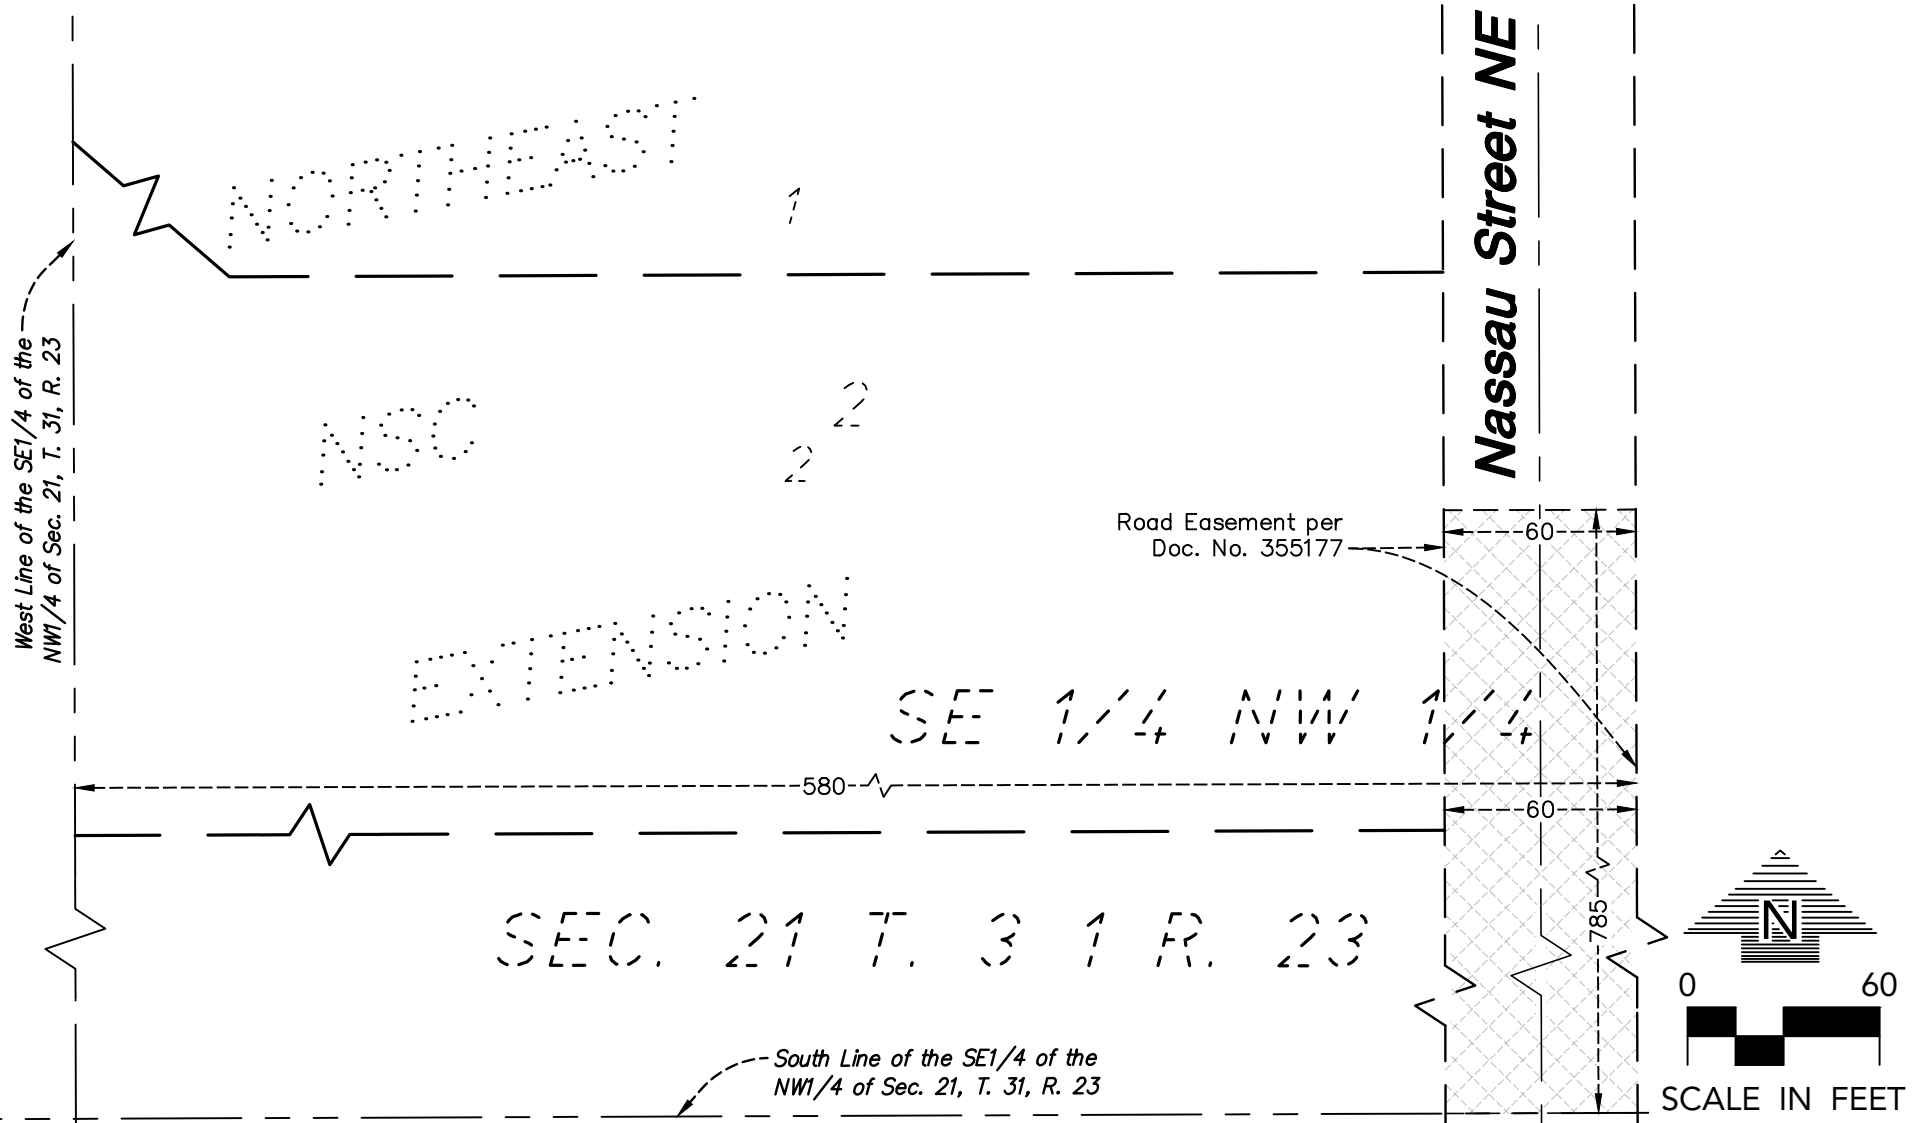 Nassau Street NE
NORTHEAST
1
West Line of the SE1/4 of the
NW1/4 of Sec. 21, T. 31, R. 23
NSC
2
2
Road Easement per
Doc. No. 355177
60
EXTENSION
SE 1/4 NW 1/4
580
60
785
SEC. 21 T. 31 R. 23
N
0 60
SCALE IN FEET
South Line of the SE1/4 of the
NW1/4 of Sec. 21, T. 31, R. 23